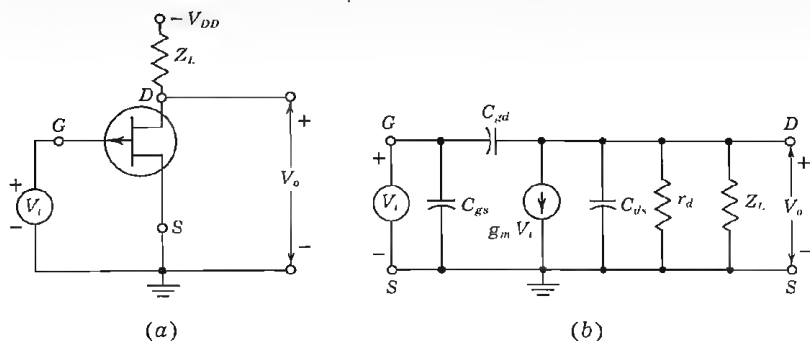 − V_DD
Z_L
D
G
+
V_i
−
S
+
V_o
−
(a)
G
C_gd
D
+
V_i
−
C_gs
g_m V_i
C_ds
r_d
Z_L
+
V_o
−
S
S
(b)